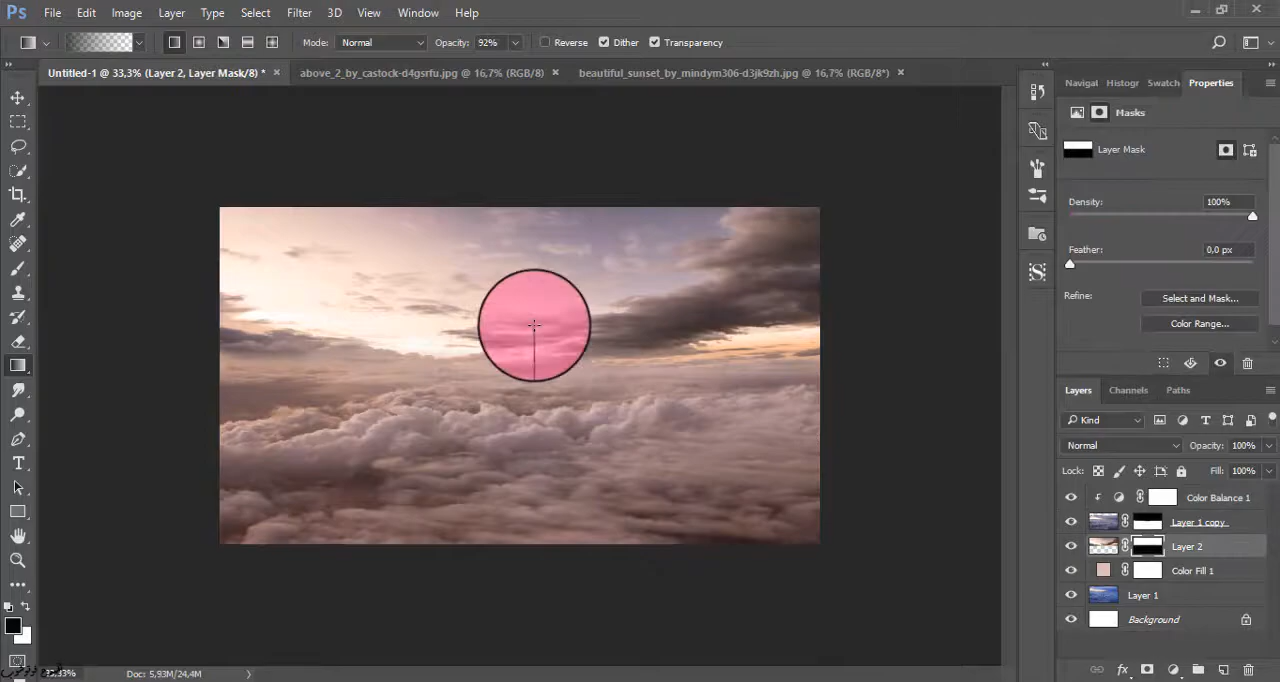 Ps File Edit Image Layer Type Select Filter 3D View Window Help
Mode: Normal Opacity: 92% Reverse Dither Transparency
Untitled-1 @ 33,3% (Layer 2, Layer Mask/8) * × above_2_by_castock-d4gsrfu.jpg @ 16,7% (RGB/8) × beautiful_sunset_by_mindym306-d3jk9zh.jpg @ 16,7% (RGB/8*) ×
Navigat Histogr Swatch Properties
Masks
Layer Mask
Density: 100%
Feather: 0,0 px
Refine: Select and Mask...
Color Range...
Layers Channels Paths
Kind
Normal Opacity: 100%
Lock: Fill: 100%
Color Balance 1
Layer 1 copy
Layer 2
Color Fill 1
Layer 1
Background
Doc: 5,93M/24,4M